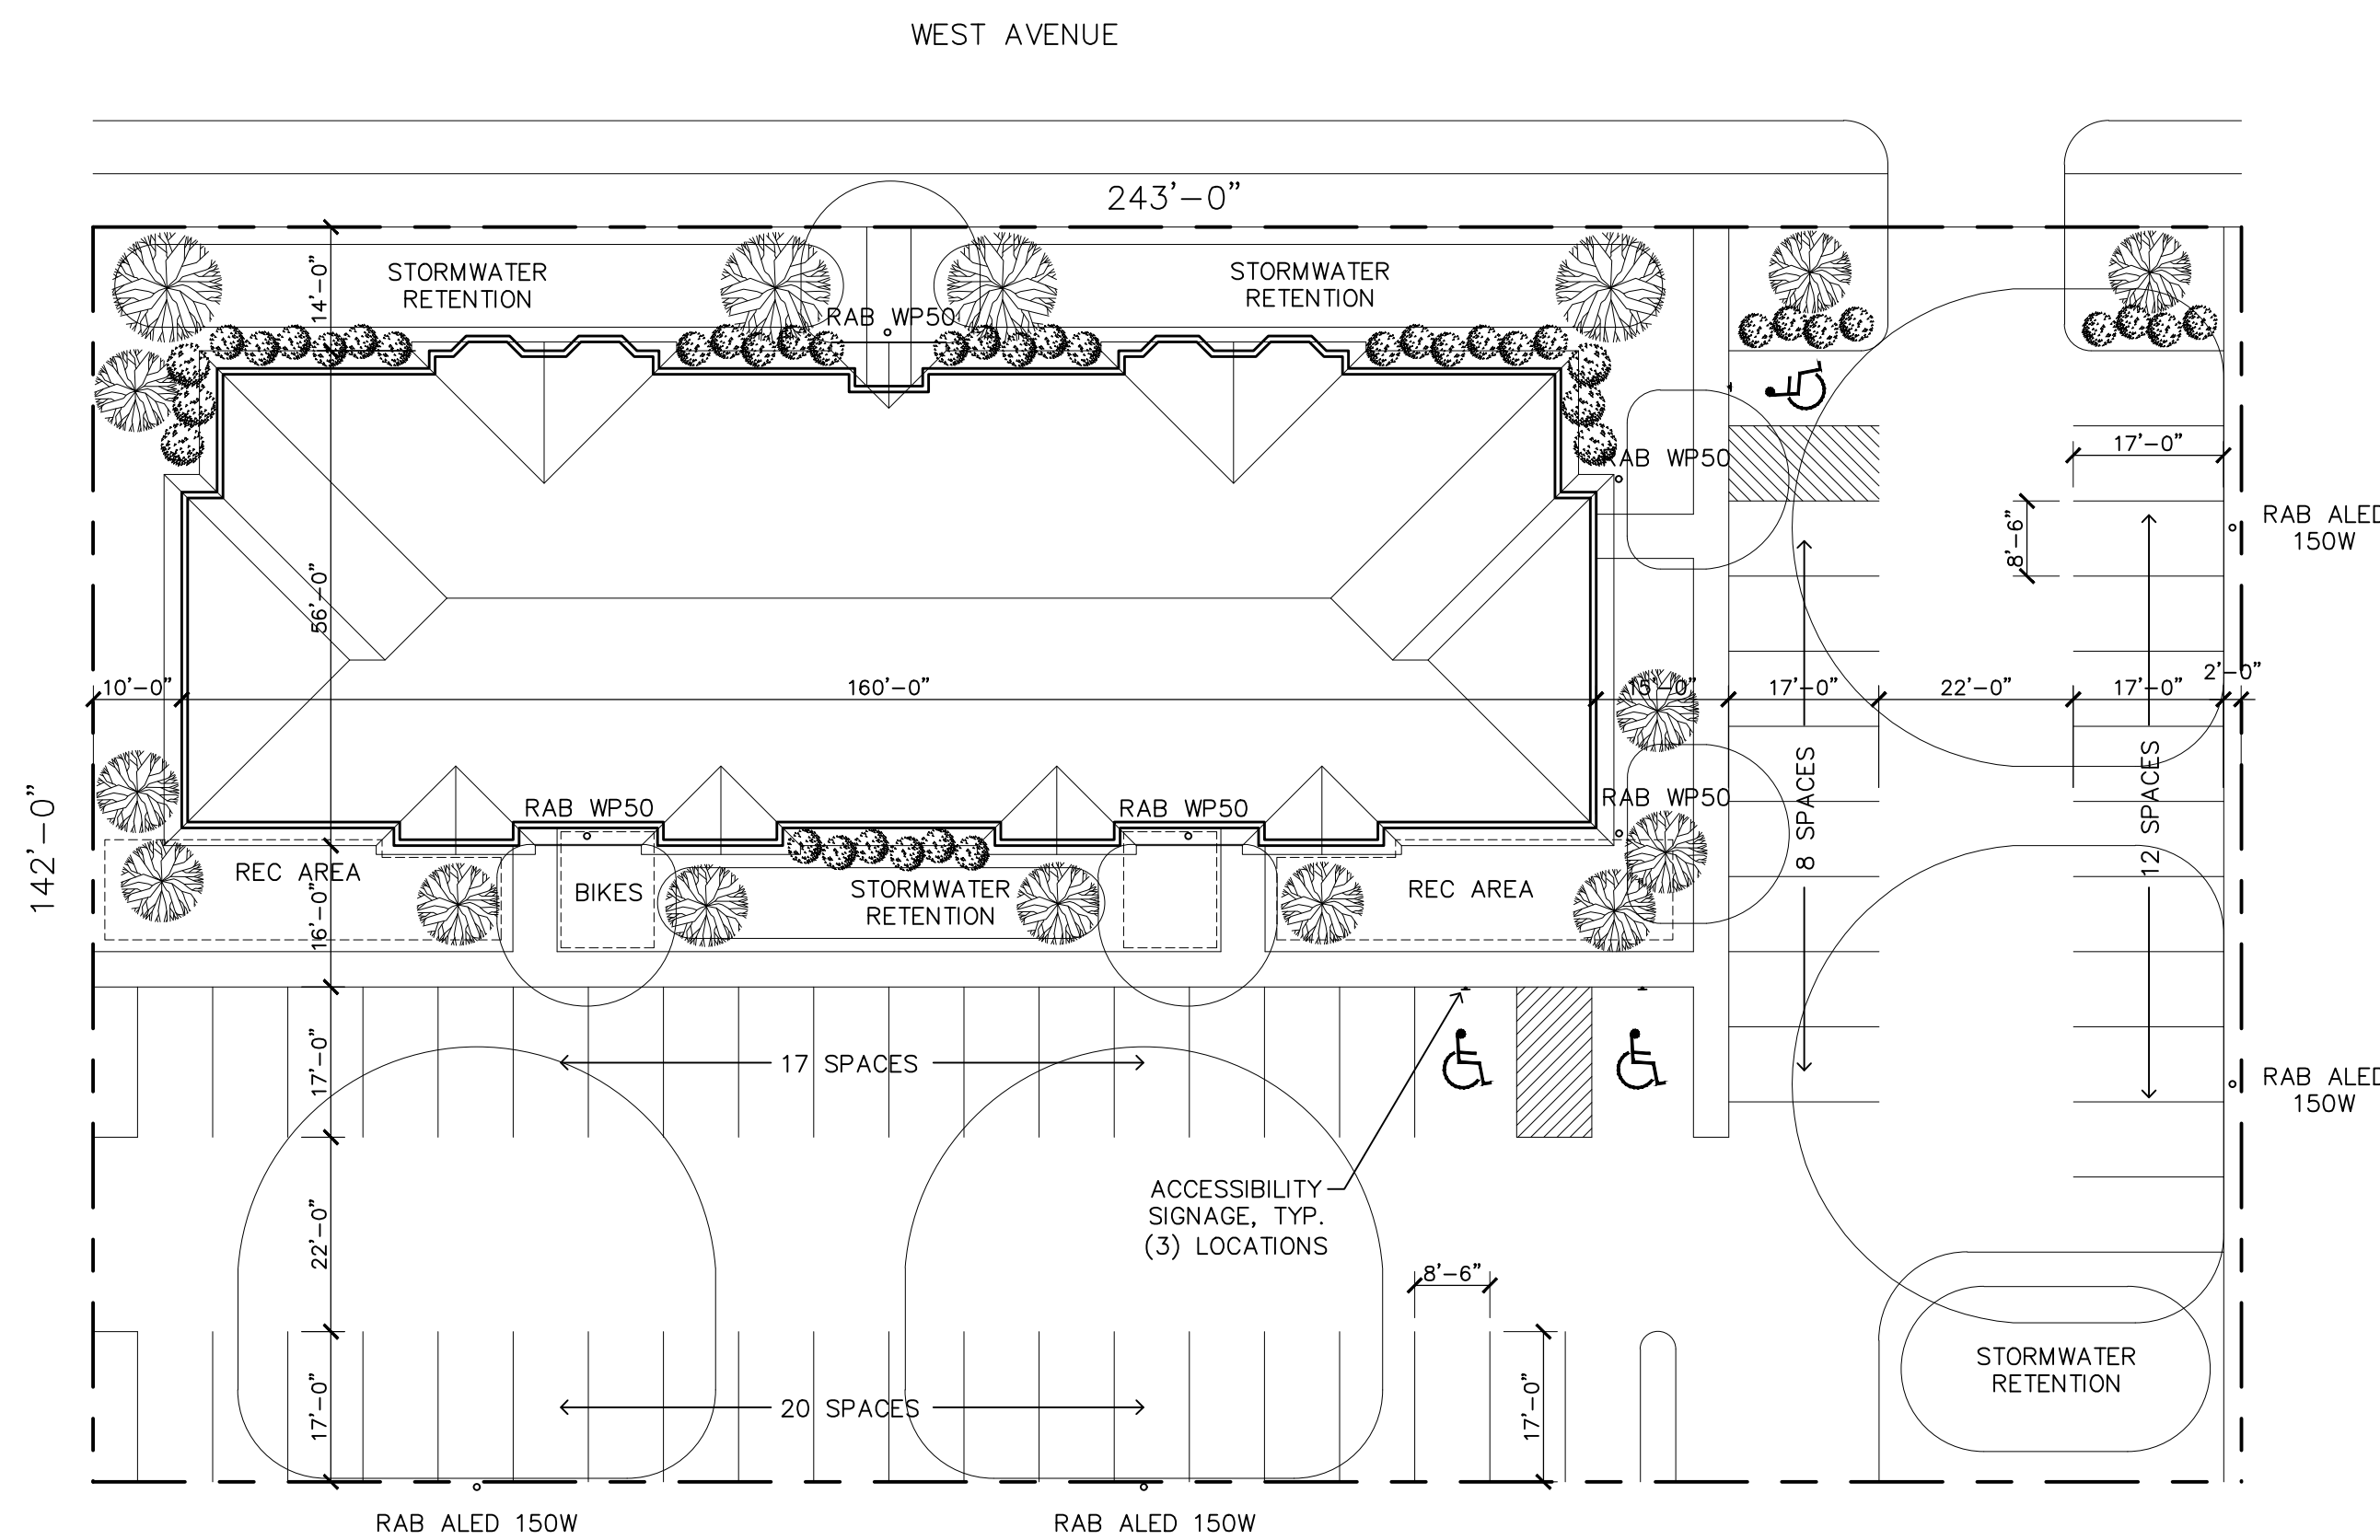 WEST AVENUE
243'-0"
STORMWATER
RETENTION
STORMWATER
RETENTION
14'-0"
RAB WP50
RAB WP50
17'-0"
8'-6"
RAB ALED
150W
56'-0"
10'-0"
160'-0"
15'-0"
17'-0"
22'-0"
17'-0"
2'-0"
142'-0"
8 SPACES
12 SPACES
RAB WP50
RAB WP50
RAB WP50
REC AREA
BIKES
STORMWATER
RETENTION
REC AREA
16'-0"
17'-0"
17 SPACES
RAB ALED
150W
ACCESSIBILITY
SIGNAGE, TYP.
(3) LOCATIONS
22'-0"
8'-6"
17'-0"
20 SPACES
17'-0"
STORMWATER
RETENTION
RAB ALED 150W
RAB ALED 150W